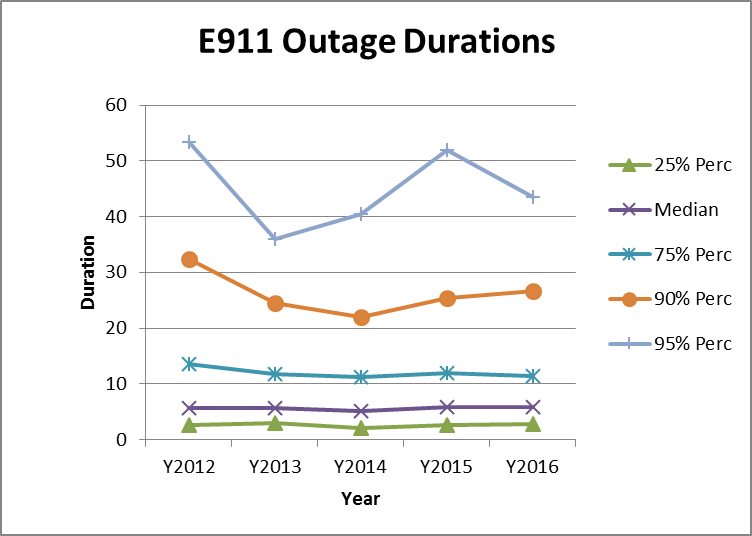 E911 Outage Durations
60
50
40
30
20
10
0
Duration
Y2012 Y2013 Y2014 Y2015 Y2016
Year
25% Perc
Median
75% Perc
90% Perc
95% Perc